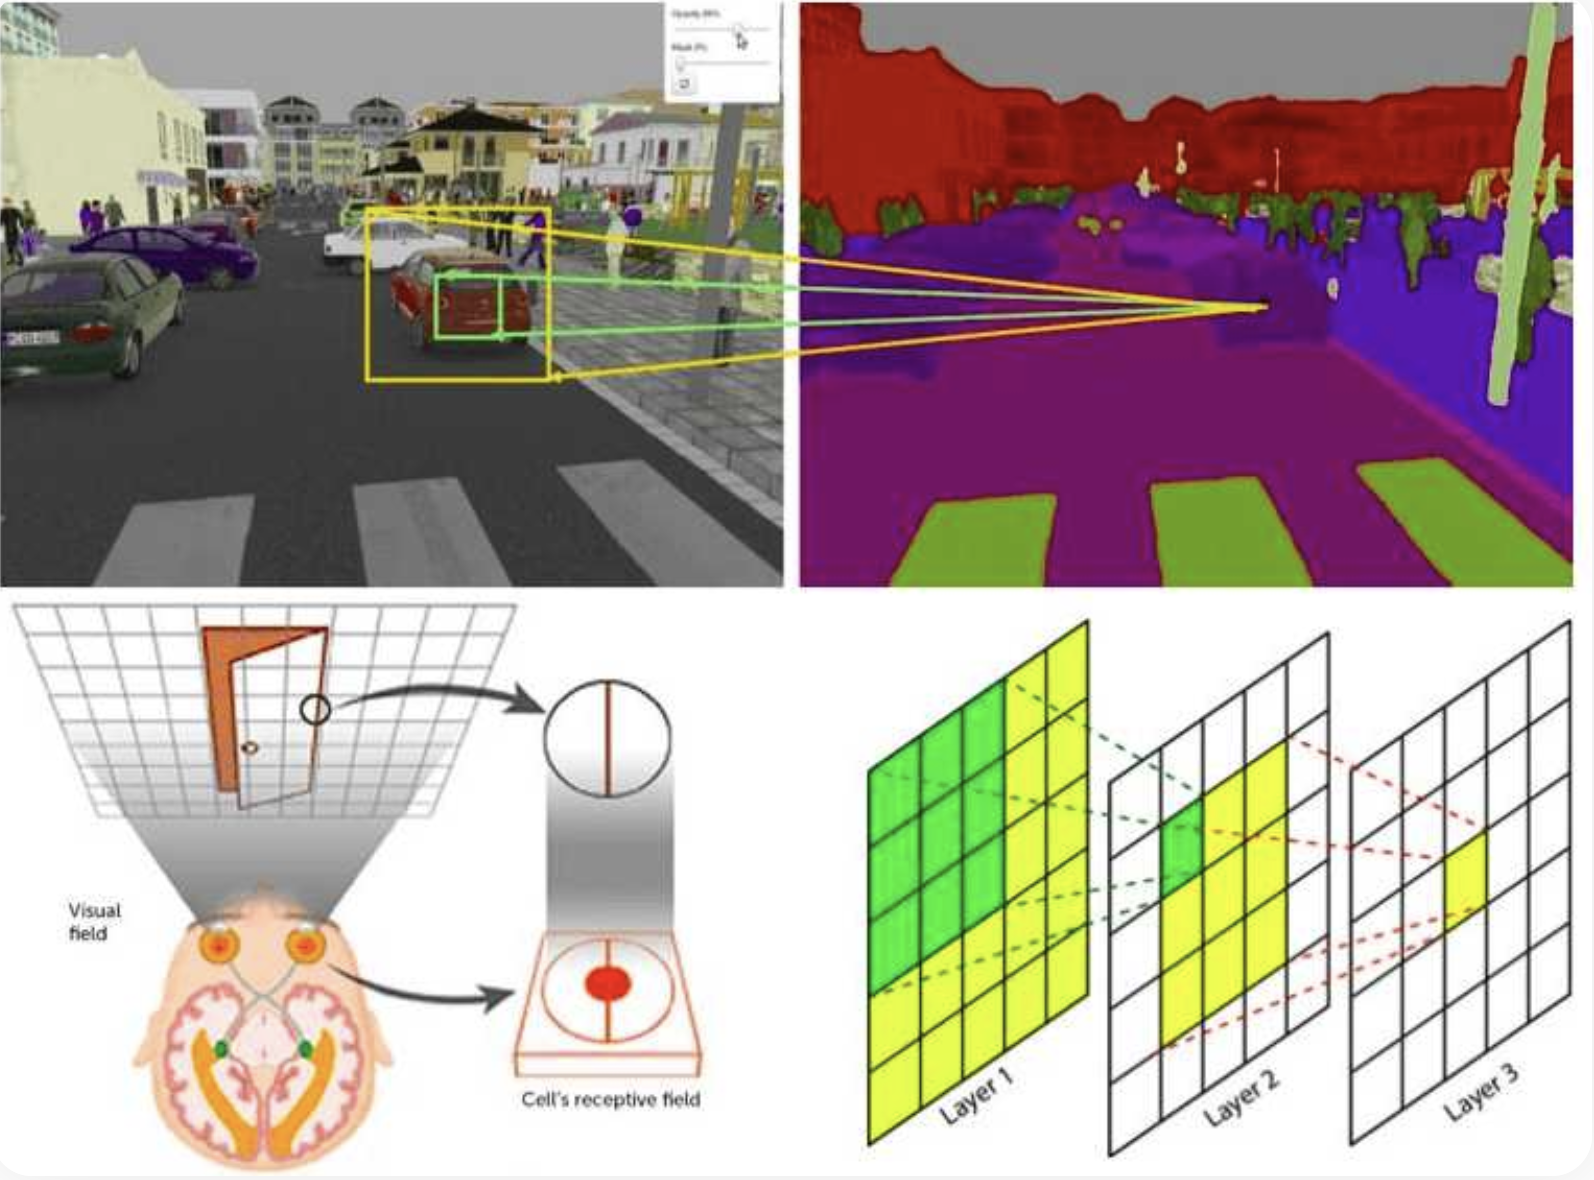 Visual
field
Cell's receptive field
Layer 1
Layer 2
Layer 3